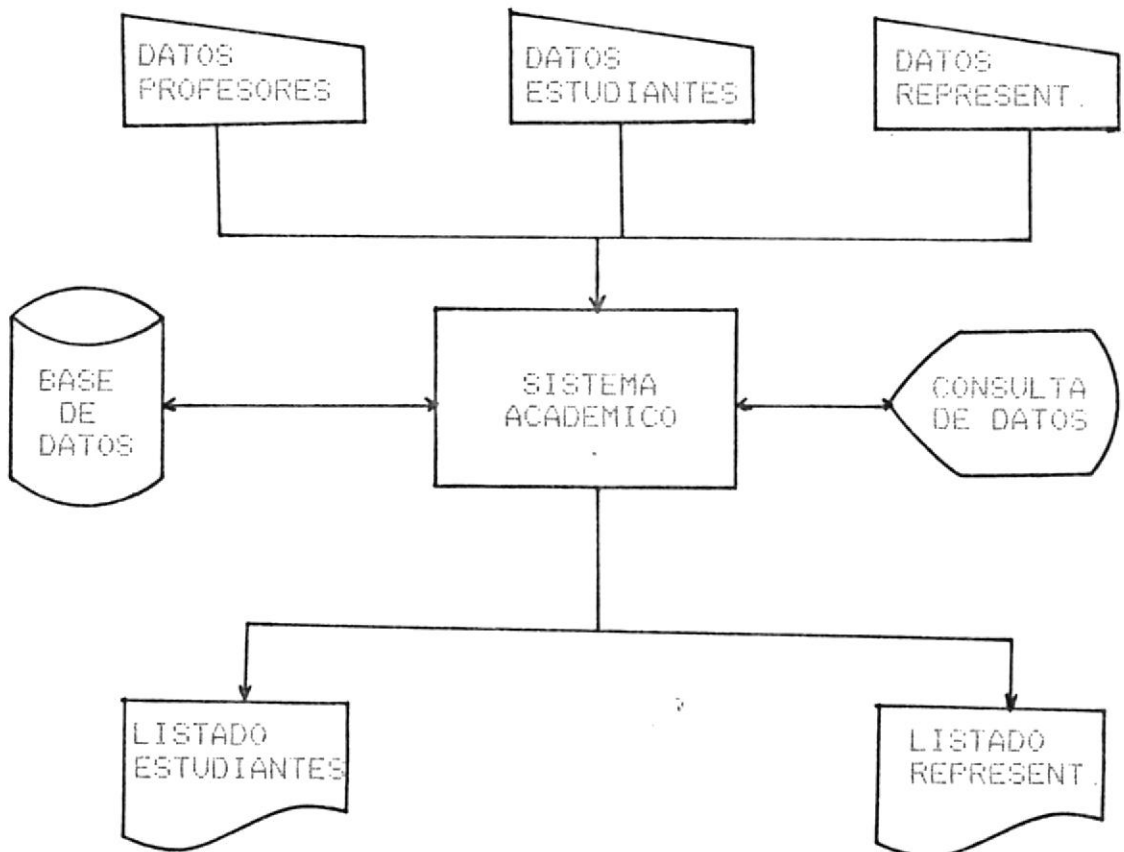 DATOS
PROFESORES
DATOS
ESTUDIANTES
DATOS
REPRESENT.
BASE
DE
DATOS
SISTEMA
ACADEMICO
CONSULTA
DE DATOS
LISTADO
ESTUDIANTES
LISTADO
REPRESENT.